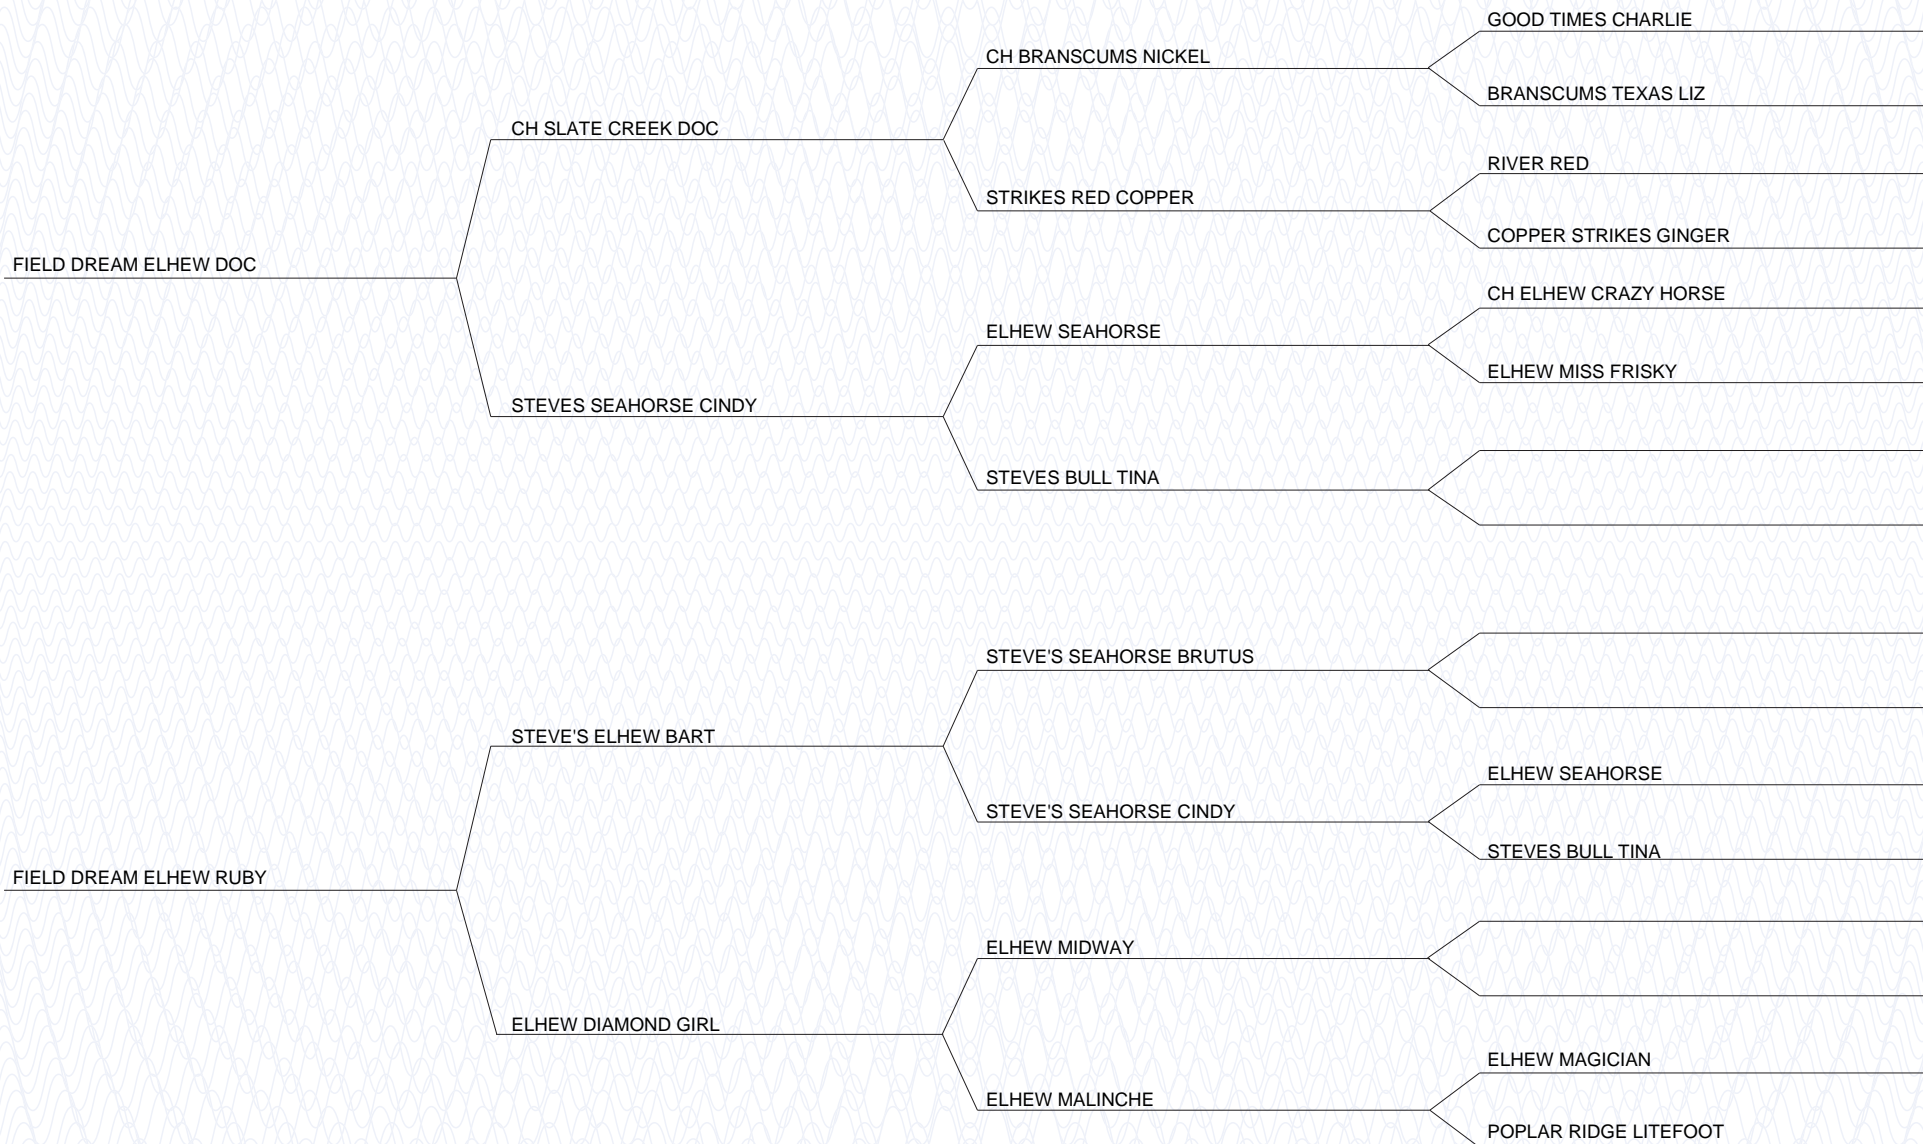 GOOD TIMES CHARLIE
CH BRANSCUMS NICKEL
BRANSCUMS TEXAS LIZ
CH SLATE CREEK DOC
RIVER RED
STRIKES RED COPPER
COPPER STRIKES GINGER
FIELD DREAM ELHEW DOC
CH ELHEW CRAZY HORSE
ELHEW SEAHORSE
ELHEW MISS FRISKY
STEVES SEAHORSE CINDY
STEVES BULL TINA
STEVE'S SEAHORSE BRUTUS
STEVE'S ELHEW BART
ELHEW SEAHORSE
STEVE'S SEAHORSE CINDY
STEVES BULL TINA
FIELD DREAM ELHEW RUBY
ELHEW MIDWAY
ELHEW DIAMOND GIRL
ELHEW MAGICIAN
ELHEW MALINCHE
POPLAR RIDGE LITEFOOT